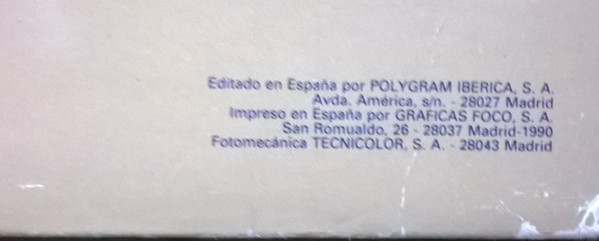 Editado en España por POLYGRAM IBERICA, S. A.
Avda. América, s/n. - 28027 Madrid
Impreso en España por GRAFICAS FOCO, S. A.
San Romualdo, 26 - 28037 Madrid-1990
Fotomecánica TECNICOLOR, S. A. - 28043 Madrid